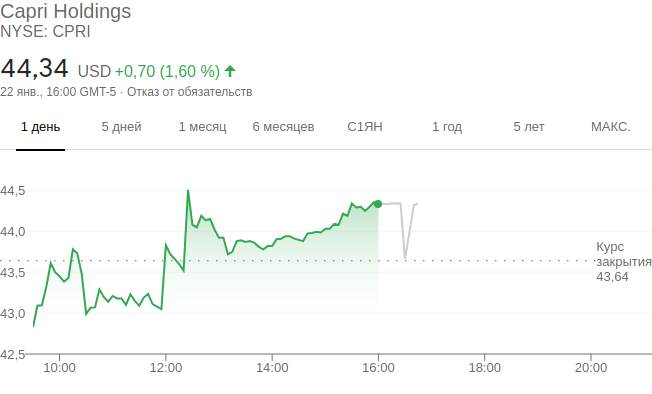 Capri Holdings
NYSE: CPRI
44,34 USD +0,70 (1,60 %)
22 янв., 16:00 GMT-5 · Отказ от обязательств
1 день 5 дней 1 месяц 6 месяцев С1ЯН 1 год 5 лет МАКС.
44,5
44,0
Курс
закрытия
43,64
43,5
43,0
42,5
10:00 12:00 14:00 16:00 18:00 20:00